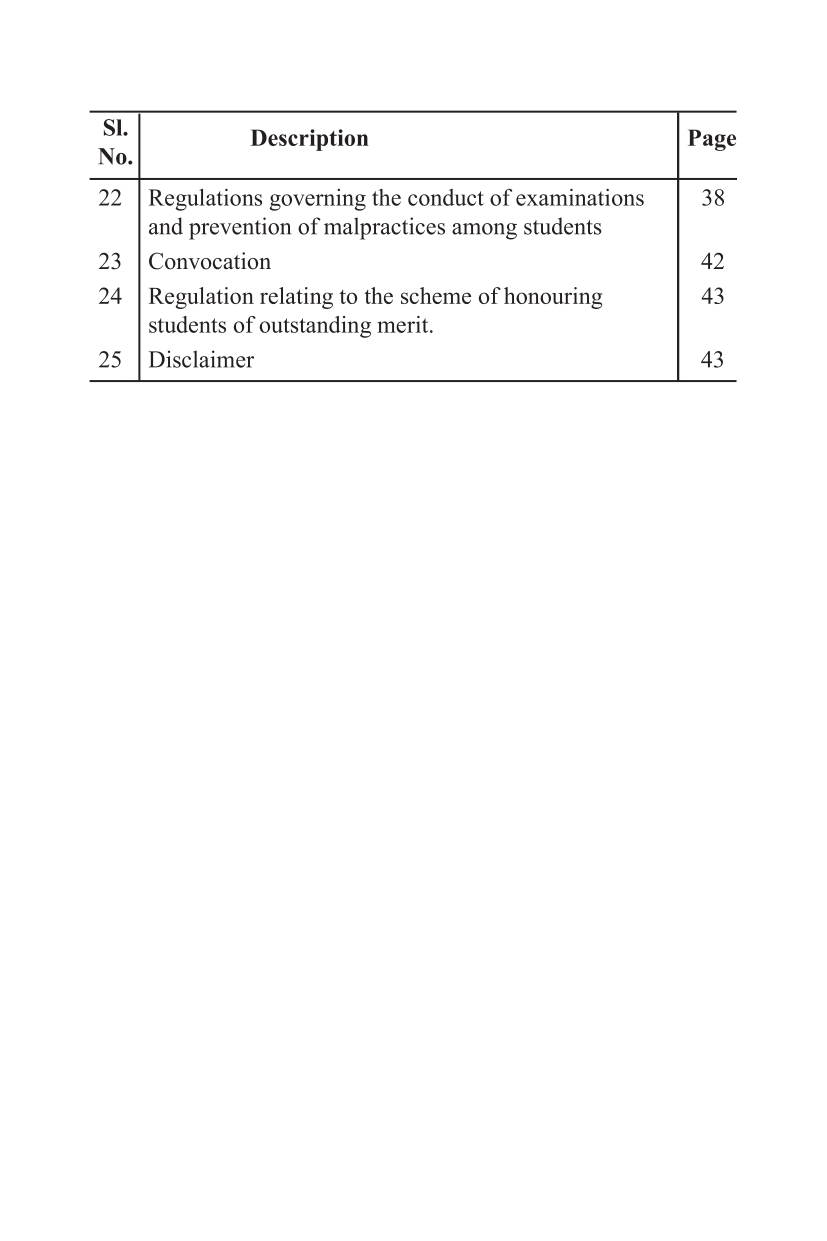 Sl.
No.
Description
Page
22 Regulations governing the conduct of examinations 38
and prevention of malpractices among students
23 Convocation 42
24 Regulation relating to the scheme of honouring 43
students of outstanding merit.
25 Disclaimer 43